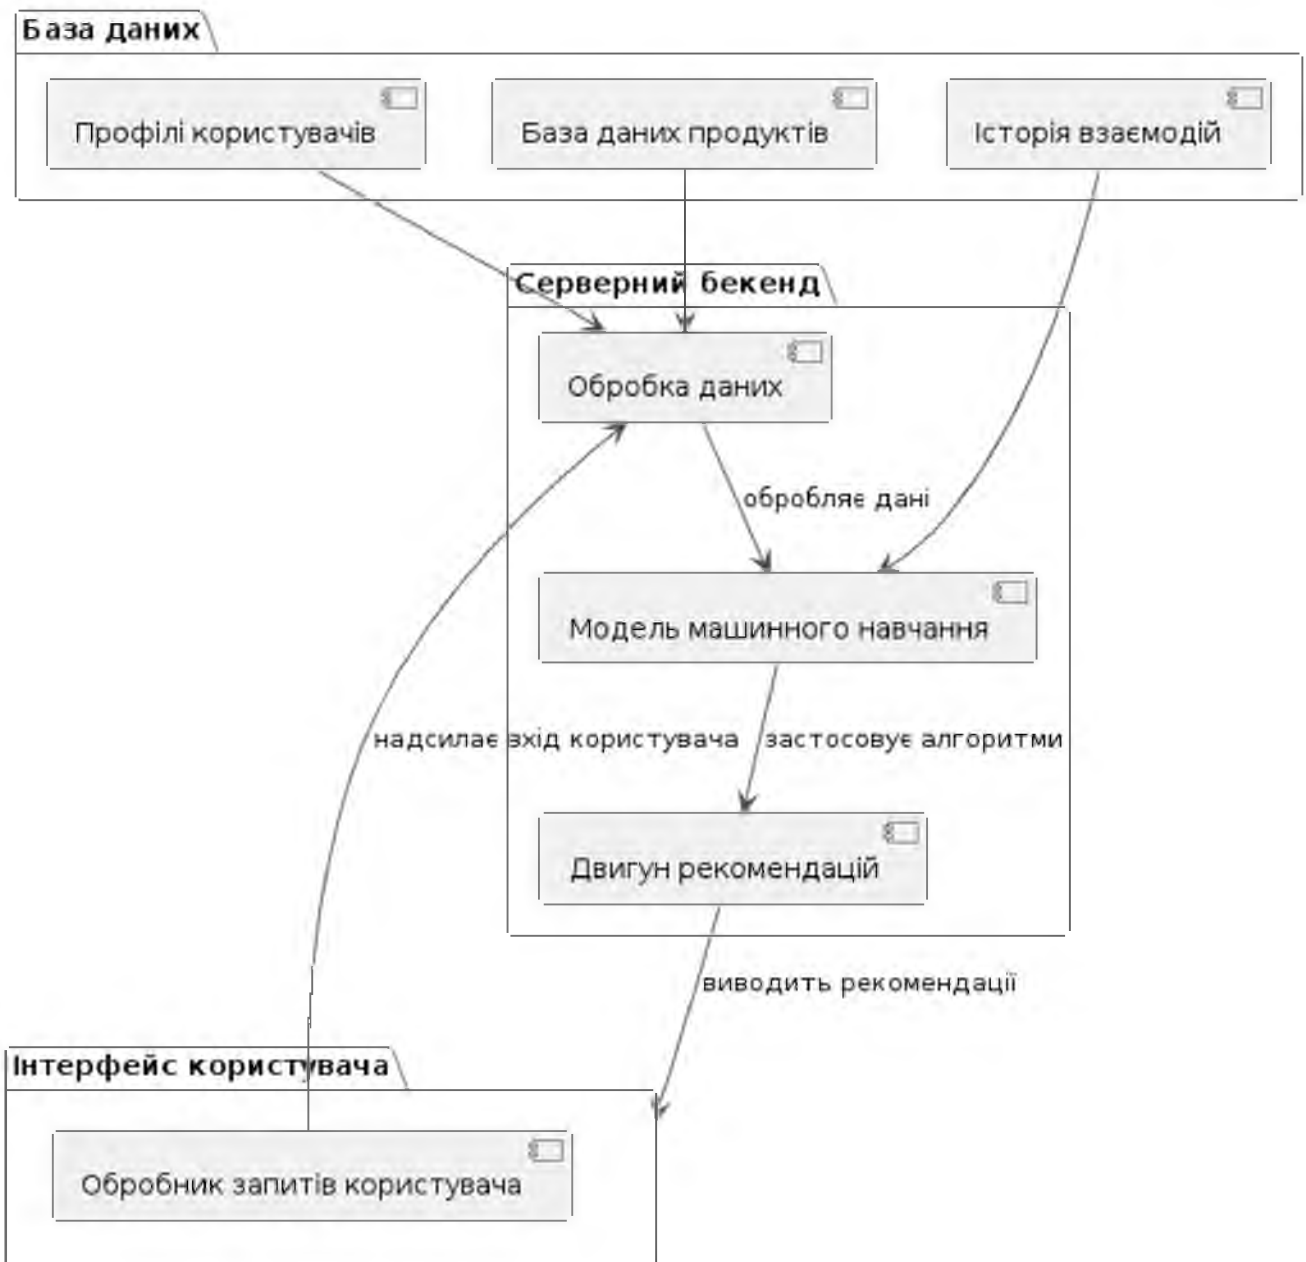 База даних
Профілі користувачів
База даних продуктів
Історія взаємодій
Серверний бекенд
Обробка даних
обробляє дані
Модель машинного навчання
надсилає вхід користувача
застосовує алгоритми
Двигун рекомендацій
виводить рекомендації
Інтерфейс користувача
Обробник запитів користувача